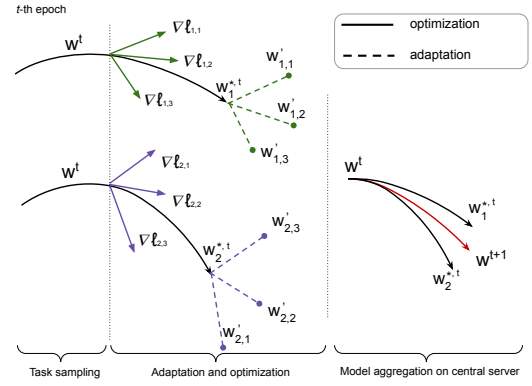 t-th epoch
optimization
adaptation
w^t
∇ℓ_{1,1}
∇ℓ_{1,2}
∇ℓ_{1,3}
w_1^{*, t}
w'_{1,1}
w'_{1,2}
w'_{1,3}
w^t
∇ℓ_{2,1}
∇ℓ_{2,2}
∇ℓ_{2,3}
w_2^{*, t}
w'_{2,3}
w'_{2,2}
w'_{2,1}
w^t
w_1^{*, t}
w^{t+1}
w_2^{*, t}
Task sampling
Adaptation and optimization
Model aggregation on central server